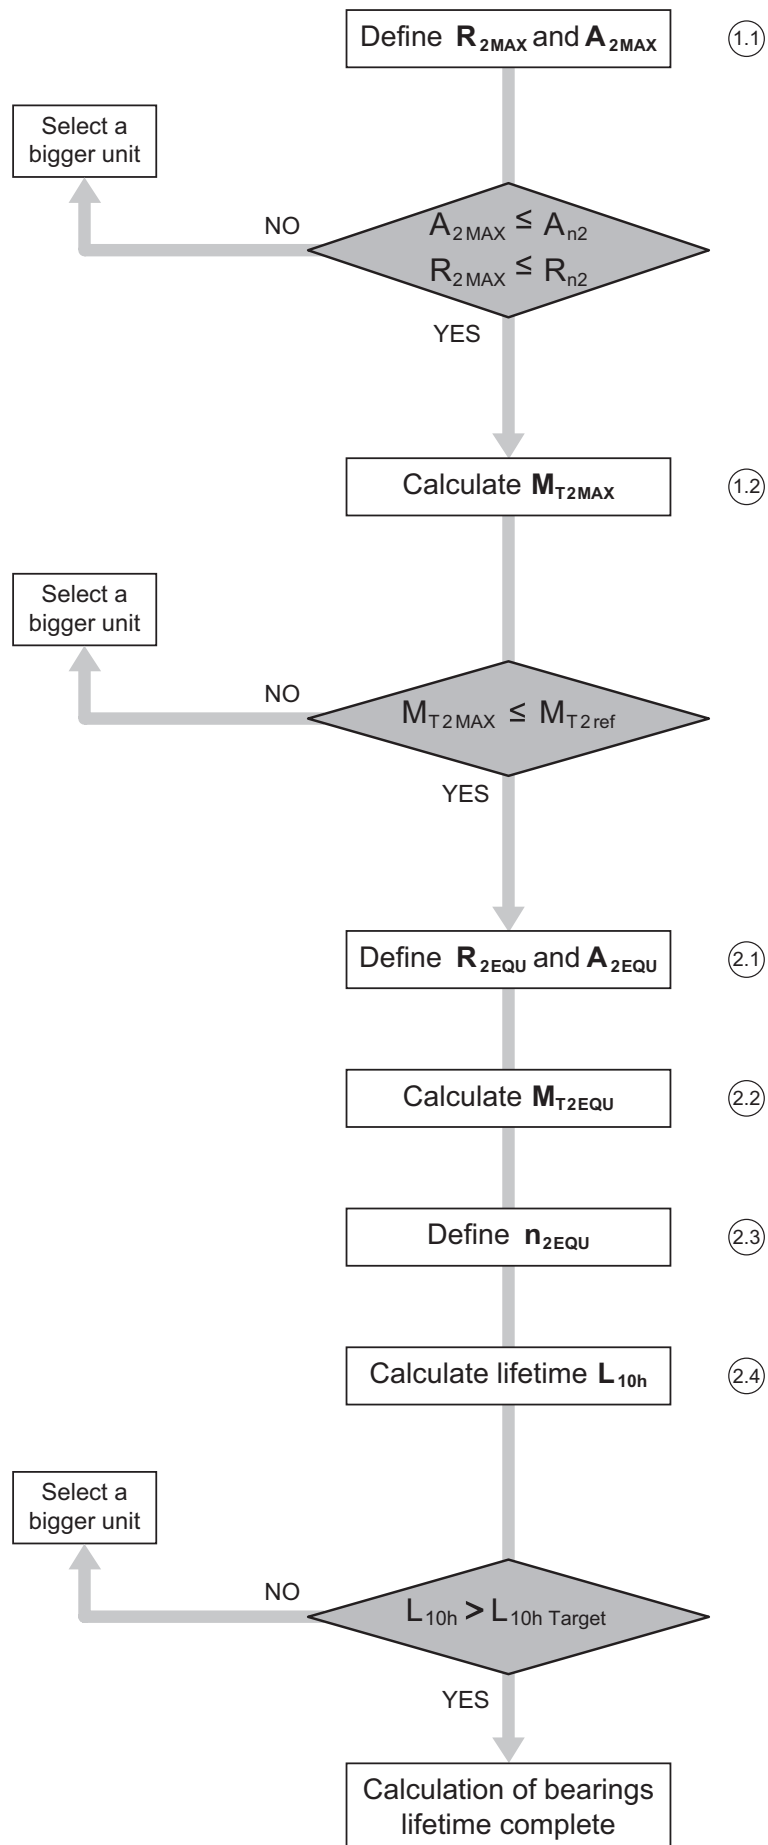 Define R2MAX and A2MAX
1.1
Select a
bigger unit
NO
A2MAX ≤ An2
R2MAX ≤ Rn2
YES
Calculate MT2MAX
1.2
Select a
bigger unit
NO
MT2MAX ≤ MT2ref
YES
Define R2EQU and A2EQU
2.1
Calculate MT2EQU
2.2
Define n2EQU
2.3
Calculate lifetime L10h
2.4
Select a
bigger unit
NO
L10h > L10h Target
YES
Calculation of bearings
lifetime complete